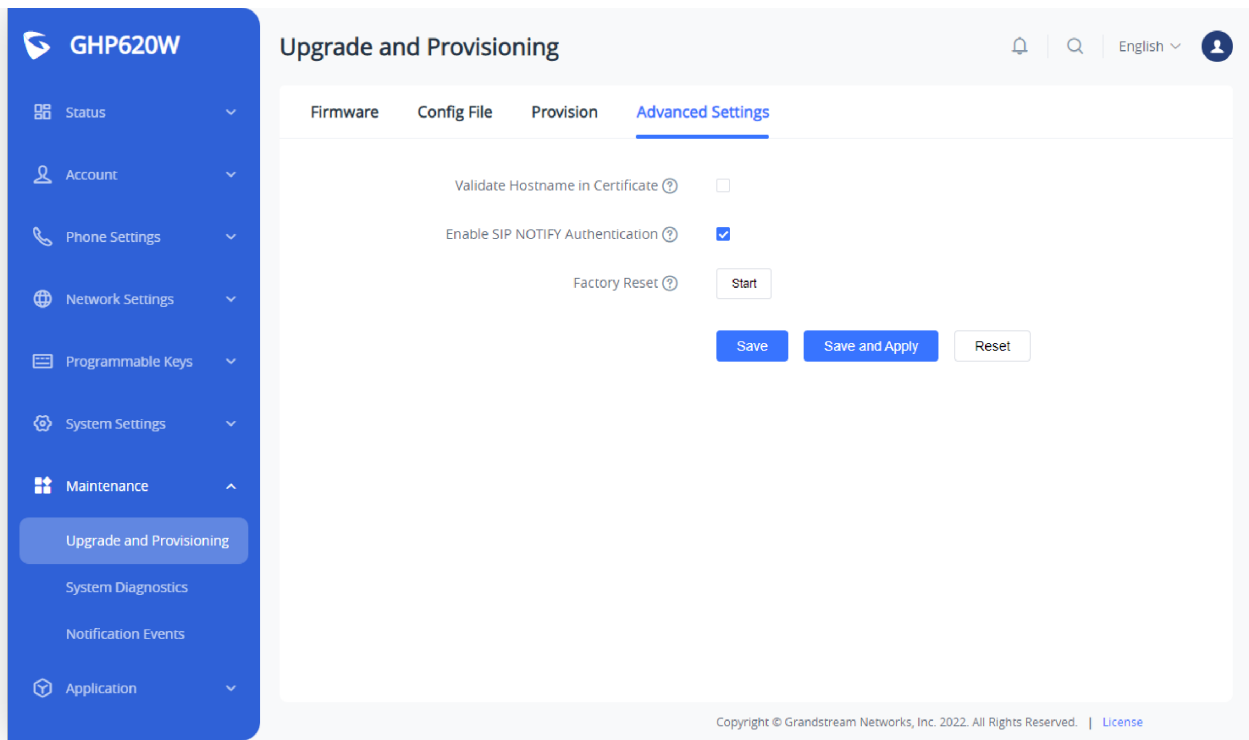 GHP620W
Status
Account
Phone Settings
Network Settings
Programmable Keys
System Settings
Maintenance
Upgrade and Provisioning
System Diagnostics
Notification Events
Application
Upgrade and Provisioning
English
Firmware Config File Provision Advanced Settings
Validate Hostname in Certificate ?
Enable SIP NOTIFY Authentication ?
Factory Reset ? Start
Save Save and Apply Reset
Copyright © Grandstream Networks, Inc. 2022. All Rights Reserved. | License